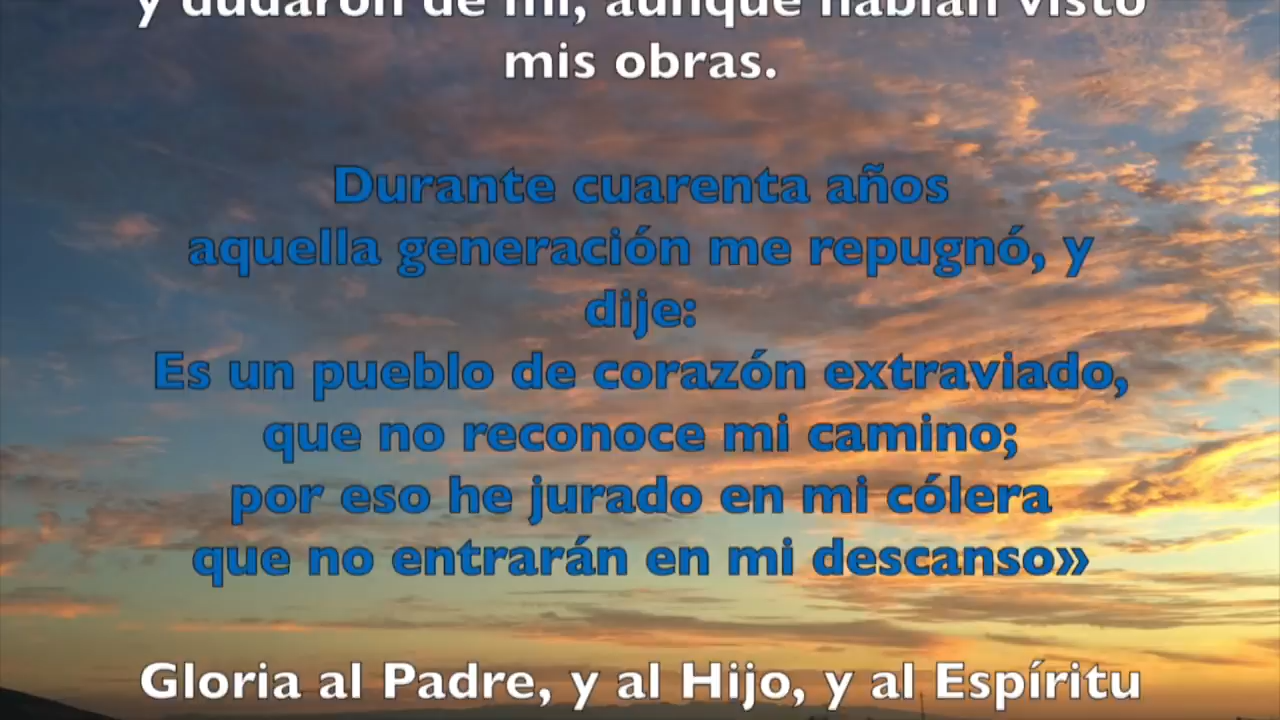 y dudaron de mí, aunque habían visto
mis obras.
Durante cuarenta años
aquella generación me repugnó, y
dije:
Es un pueblo de corazón extraviado,
que no reconoce mi camino;
por eso he jurado en mi cólera
que no entrarán en mi descanso»
Gloria al Padre, y al Hijo, y al Espíritu